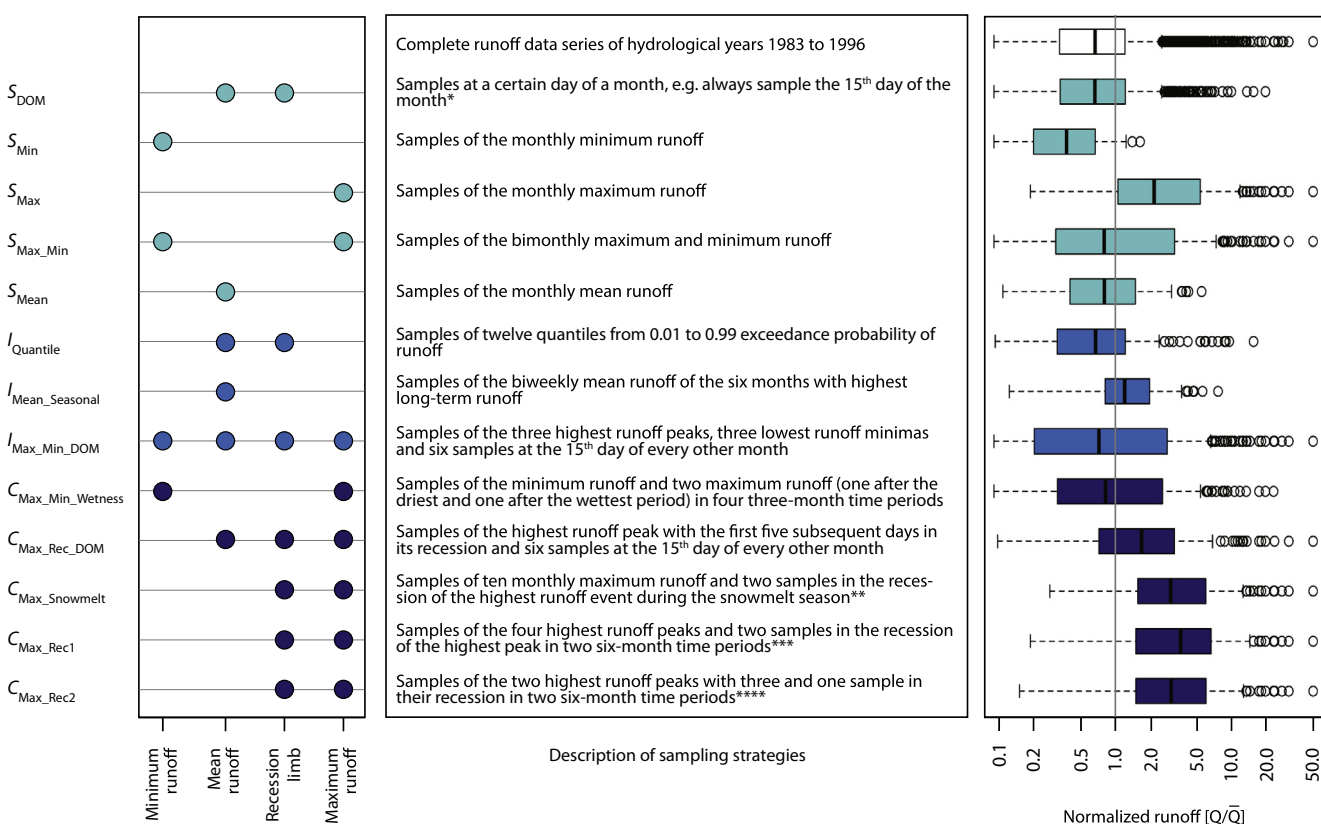 Complete runoff data series of hydrological years 1983 to 1996
S DOM
Samples at a certain day of a month, e.g. always sample the 15th day of the
month*
S Min
Samples of the monthly minimum runoff
S Max
Samples of the monthly maximum runoff
S Max_Min
Samples of the bimonthly maximum and minimum runoff
S Mean
Samples of the monthly mean runoff
I Quantile
Samples of twelve quantiles from 0.01 to 0.99 exceedance probability of
runoff
I Mean_Seasonal
Samples of the biweekly mean runoff of the six months with highest
long-term runoff
I Max_Min_DOM
Samples of the three highest runoff peaks, three lowest runoff minimas
and six samples at the 15th day of every other month
C Max_Min_Wetness
Samples of the minimum runoff and two maximum runoff (one after the
driest and one after the wettest period) in four three-month time periods
C Max_Rec_DOM
Samples of the highest runoff peak with the first five subsequent days in
its recession and six samples at the 15th day of every other month
C Max_Snowmelt
Samples of ten monthly maximum runoff and two samples in the reces-
sion of the highest runoff event during the snowmelt season**
C Max_Rec1
Samples of the four highest runoff peaks and two samples in the recession
of the highest peak in two six-month time periods***
C Max_Rec2
Samples of the two highest runoff peaks with three and one sample in
their recession in two six-month time periods****
Minimum
runoff
Mean
runoff
Recession
limb
Maximum
runoff
Description of sampling strategies
0.1
0.2
0.5
1.0
2.0
5.0
10.0
20.0
50.0
Normalized runoff [Q/Q̅]